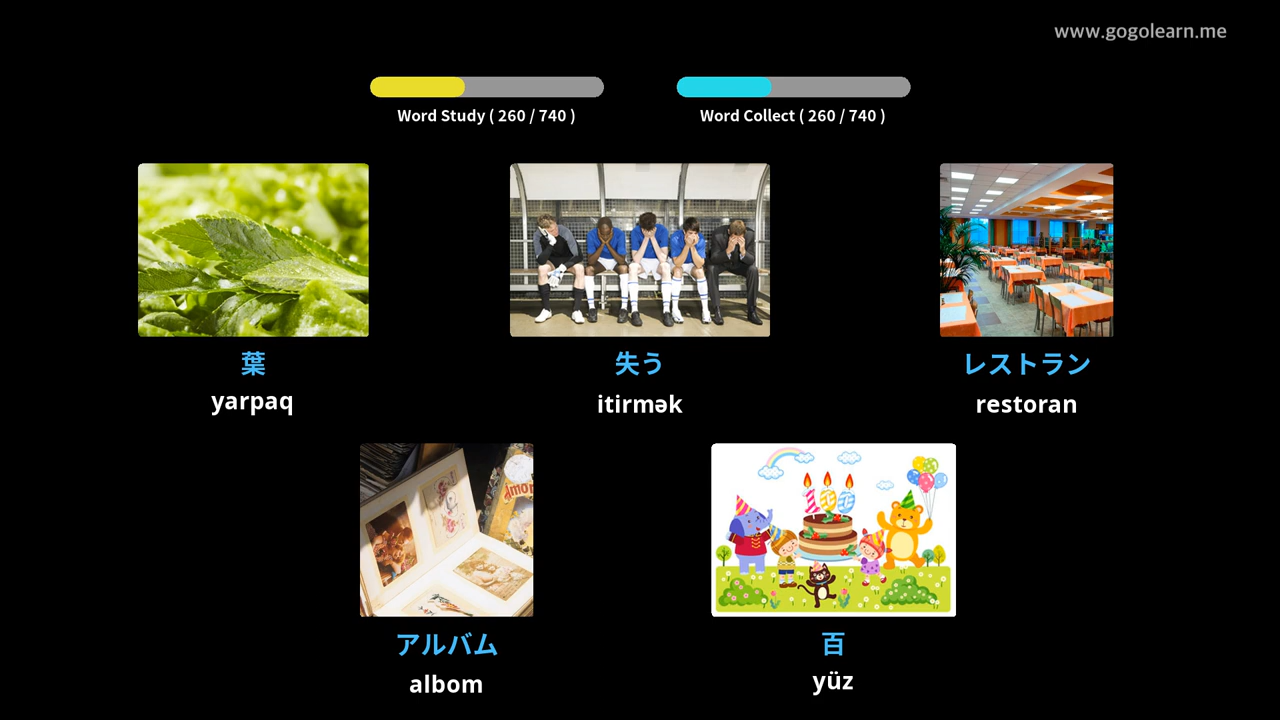 www.gogolearn.me
Word Study ( 260 / 740 )
Word Collect ( 260 / 740 )
葉
yarpaq
失う
itirmək
レストラン
restoran
アルバム
albom
100
百
yüz